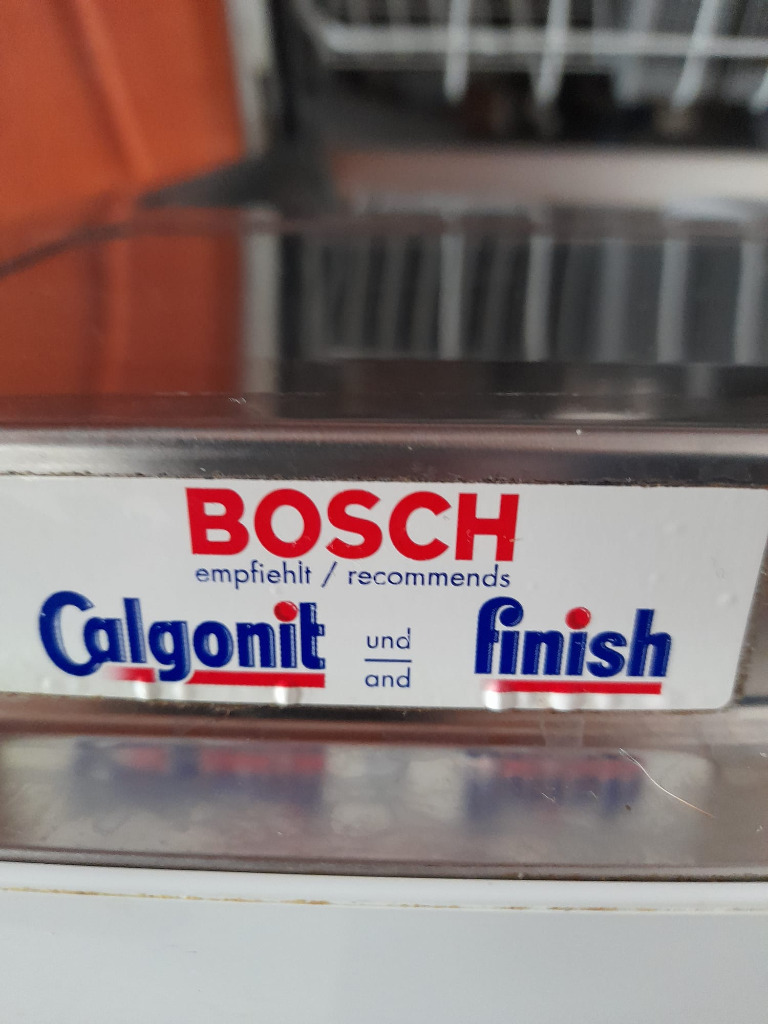 BOSCH
empfiehlt / recommends
Calgonit und finish
and